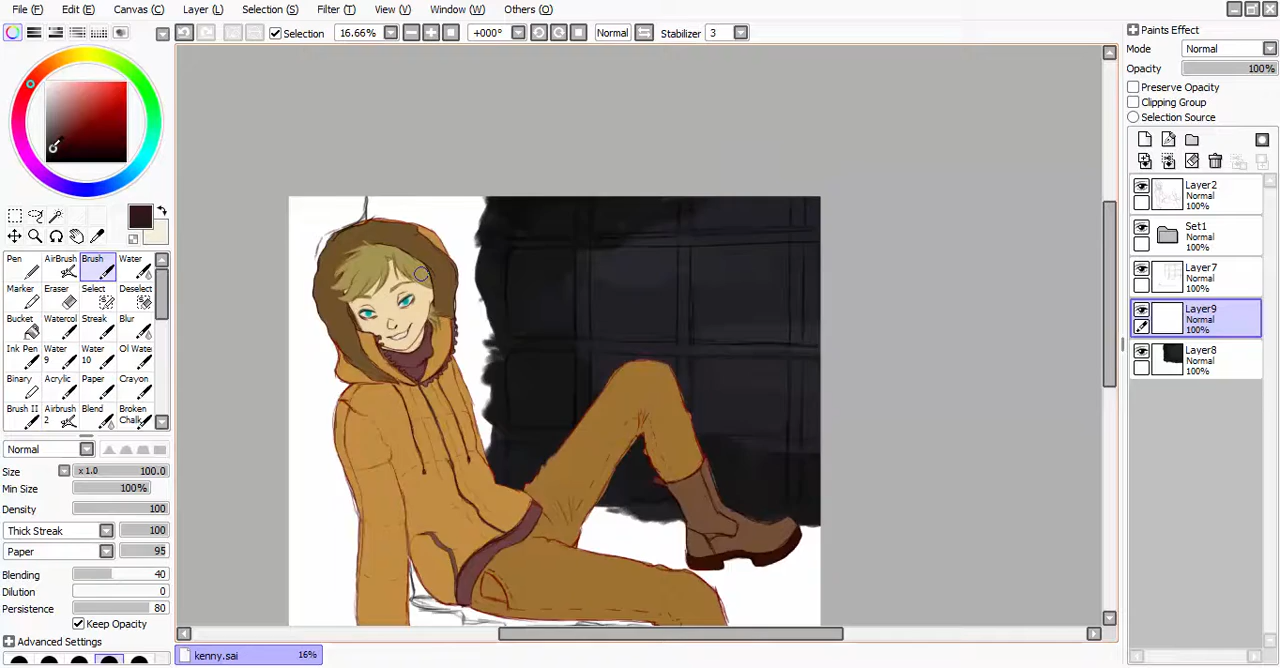 File (F) Edit (E) Canvas (C) Layer (L) Selection (S) Filter (T) View (V) Window (W) Others (O)
Selection 16.66% +000° Normal Stabilizer 3
Pen AirBrush Brush Water
Marker Eraser Select Deselect
Bucket Watercol Streak Blur
Ink Pen Water 9 Water 10 Oil Water
Binary Acrylic Paper Crayon
Brush II Airbrush 2 Blend Broken Chalk
Normal
Size x 1.0 100.0
Min Size 100%
Density 100
Thick Streak 100
Paper 95
Blending 40
Dilution 0
Persistence 80
Keep Opacity
Advanced Settings
kenny.sai 16%
Paints Effect
Mode Normal
Opacity 100%
Preserve Opacity
Clipping Group
Selection Source
Layer2
Normal
100%
Set1
Normal
100%
Layer7
Normal
100%
Layer9
Normal
100%
Layer8
Normal
100%